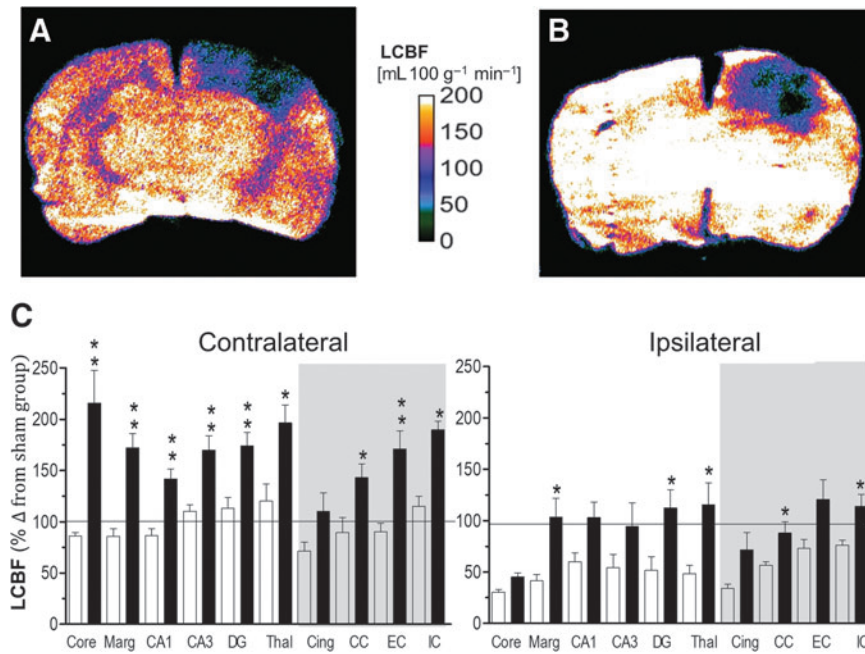 A
LCBF
[mL 100 g⁻¹ min⁻¹]
200
150
100
50
0
B
C
Contralateral
Ipsilateral
LCBF (% Δ from sham group)
250
200
150
100
50
0
** ** ** ** ** * * ** *
Core Marg CA1 CA3 DG Thal Cing CC EC IC
250
200
150
100
50
0
* * * * *
Core Marg CA1 CA3 DG Thal Cing CC EC IC